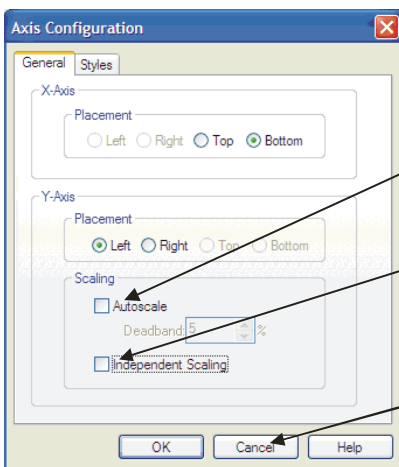 Axis Configuration
General Styles
X-Axis
Placement
Left Right Top Bottom
Y-Axis
Placement
Left Right Top Bottom
Scaling
Autoscale
Deadband: 5 %
Independent Scaling
OK Cancel Help